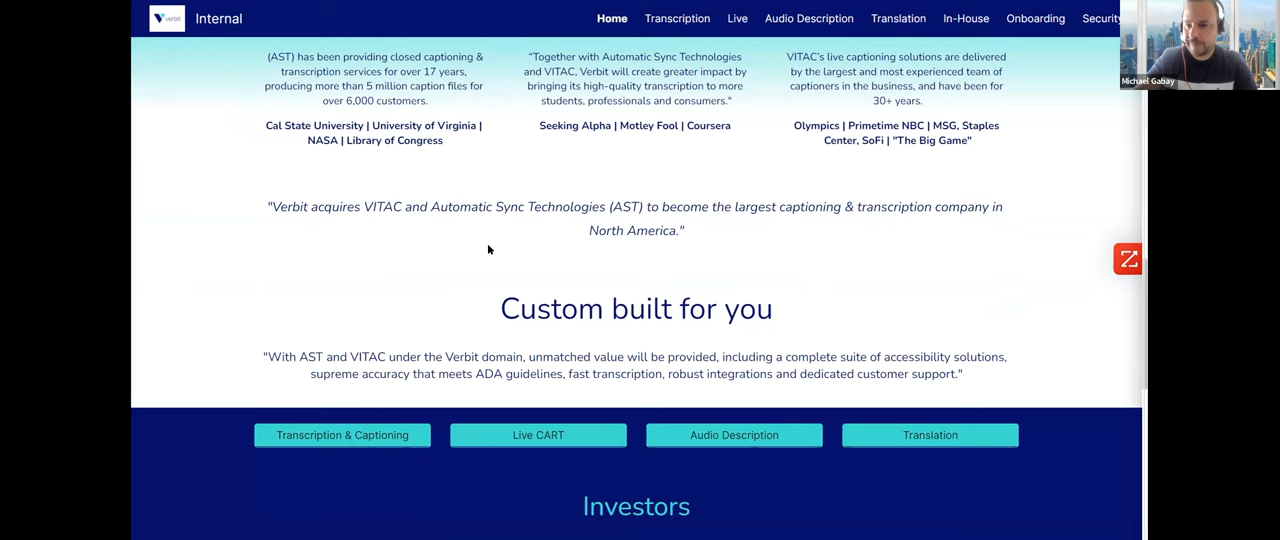 verbit Internal Home Transcription Live Audio Description Translation In-House Onboarding Security
Michael Gabay
(AST) has been providing closed captioning &
transcription services for over 17 years,
producing more than 5 million caption files for
over 6,000 customers.
Cal State University | University of Virginia |
NASA | Library of Congress
“Together with Automatic Sync Technologies
and VITAC, Verbit will create greater impact by
bringing its high-quality transcription to more
students, professionals and consumers."
Seeking Alpha | Motley Fool | Coursera
VITAC’s live captioning solutions are delivered
by the largest and most experienced team of
captioners in the business, and have been for
30+ years.
Olympics | Primetime NBC | MSG, Staples
Center, SoFi | "The Big Game"
"Verbit acquires VITAC and Automatic Sync Technologies (AST) to become the largest captioning & transcription company in
North America."
Custom built for you
"With AST and VITAC under the Verbit domain, unmatched value will be provided, including a complete suite of accessibility solutions,
supreme accuracy that meets ADA guidelines, fast transcription, robust integrations and dedicated customer support."
Transcription & Captioning Live CART Audio Description Translation
Investors